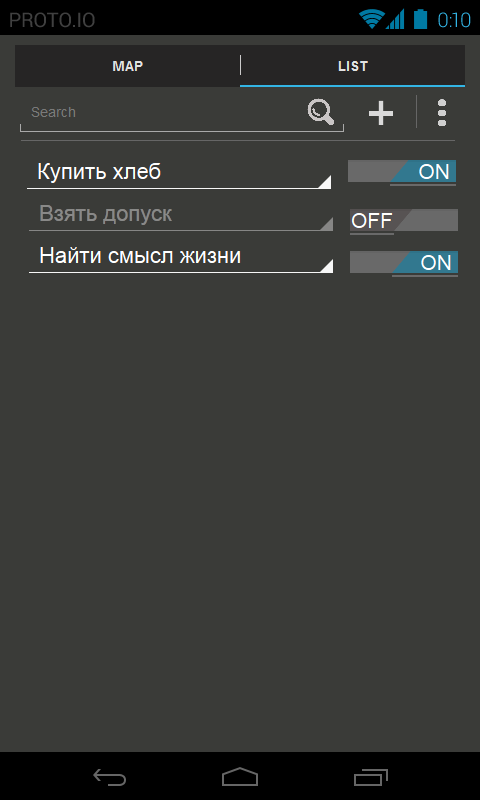 PROTO.IO 0:10
MAP LIST
Search
Купить хлеб ON
Взять допуск OFF
Найти смысл жизни ON